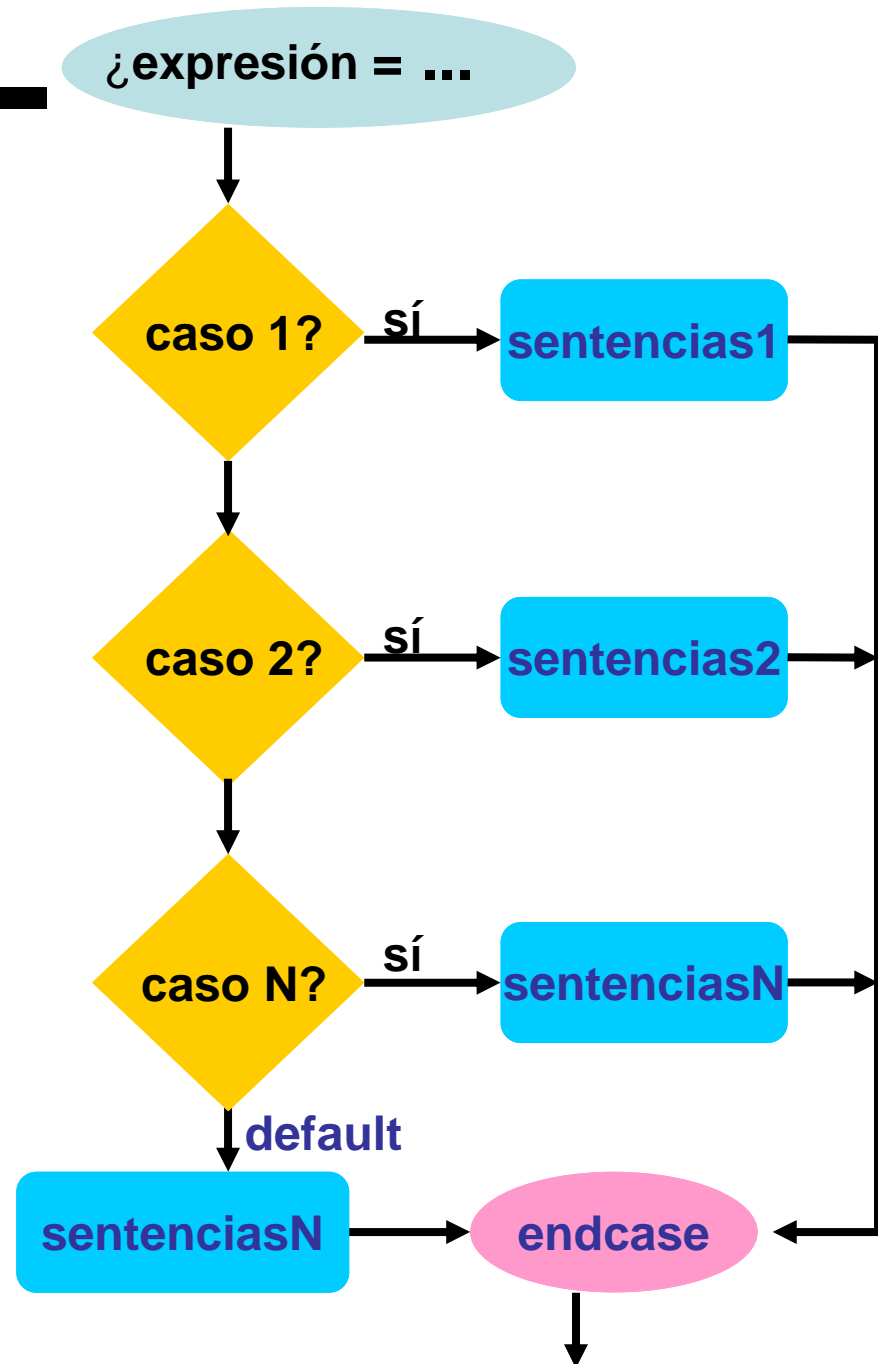 ¿expresión = ...
caso 1?
sí
sentencias1
caso 2?
sí
sentencias2
caso N?
sí
sentenciasN
default
sentenciasN
endcase